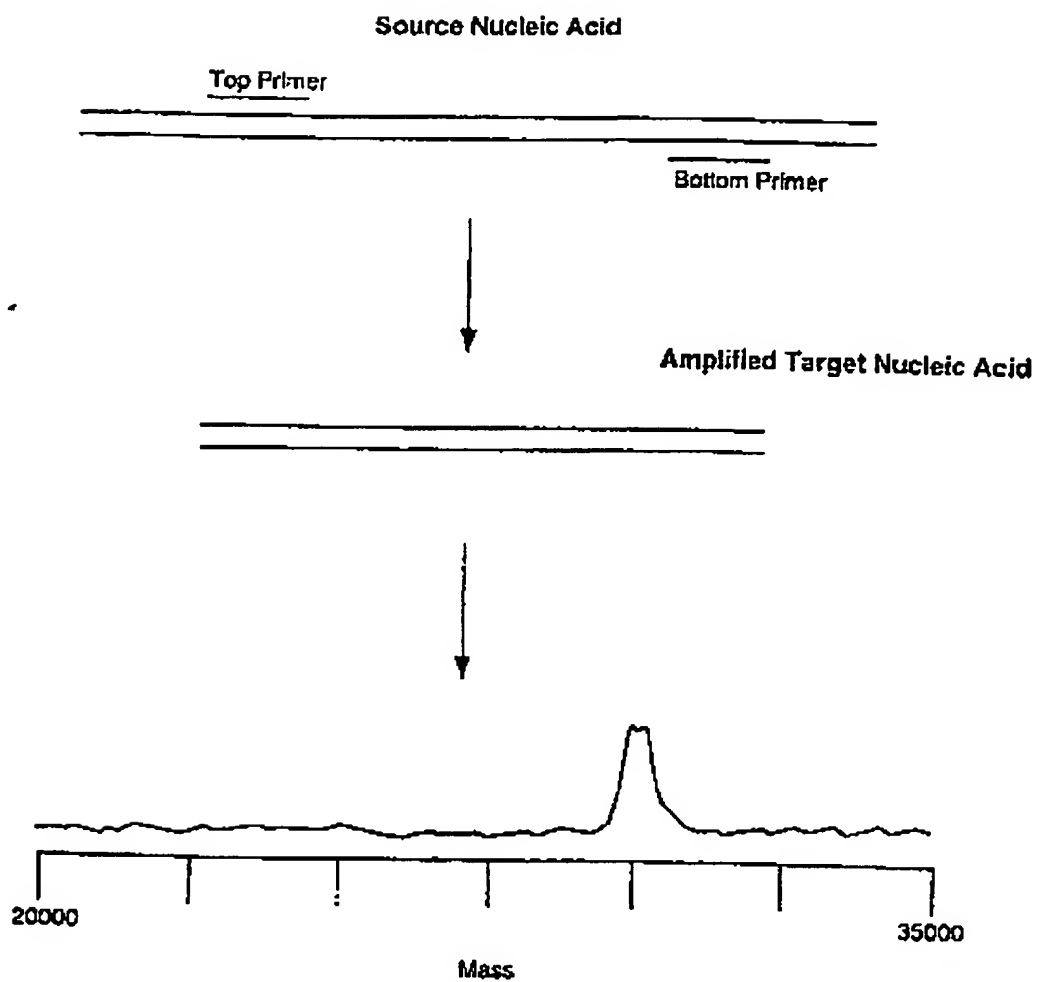 Source Nucleic Acid
Top Primer
Bottom Primer
Amplified Target Nucleic Acid
20000
35000
Mass